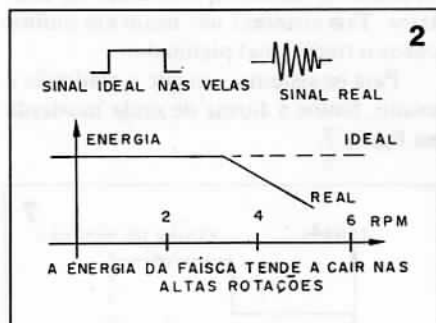 2
SINAL IDEAL NAS VELAS
SINAL REAL
ENERGIA
IDEAL
REAL
2 4 6 RPM
A ENERGIA DA FAÍSCA TENDE A CAIR NAS
ALTAS ROTAÇÕES